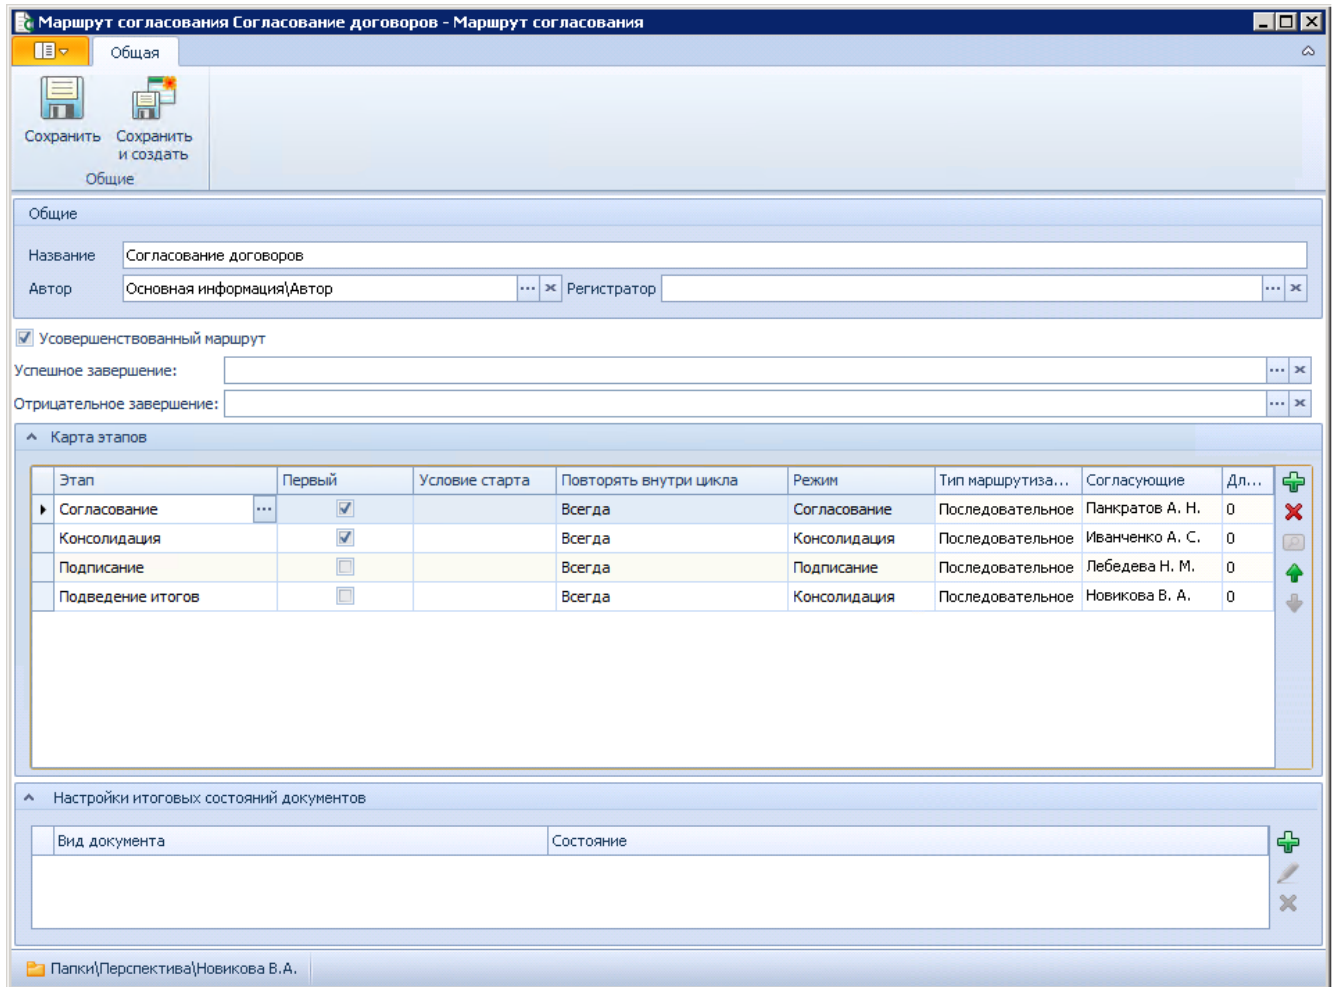 Маршрут согласования Согласование договоров - Маршрут согласования
Общая
Сохранить
Сохранить и создать
Общие
Общие
Название Согласование договоров
Автор Основная информация\Автор ... Регистратор ...
Усовершенствованный маршрут
Успешное завершение: ...
Отрицательное завершение: ...
Карта этапов
Этап Первый Условие старта Повторять внутри цикла Режим Тип маршрутиза... Согласующие Дл...
Согласование ... Всегда Согласование Последовательное Панкратов А. Н. 0
Консолидация Всегда Консолидация Последовательное Иванченко А. С. 0
Подписание Всегда Подписание Последовательное Лебедева Н. М. 0
Подведение итогов Всегда Консолидация Последовательное Новикова В. А. 0
Настройки итоговых состояний документов
Вид документа Состояние
Папки\Перспектива\Новикова В.А.